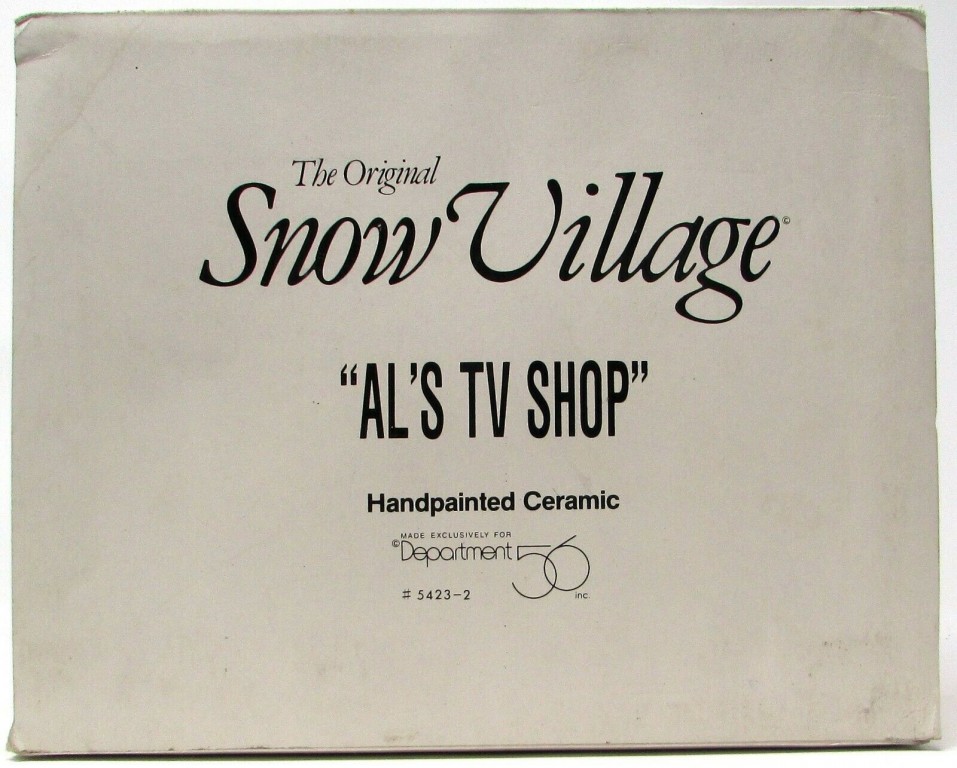 The Original
Snow Village©
“AL’S TV SHOP”
Handpainted Ceramic
MADE EXCLUSIVELY FOR
©Department 56 inc.
# 5423-2